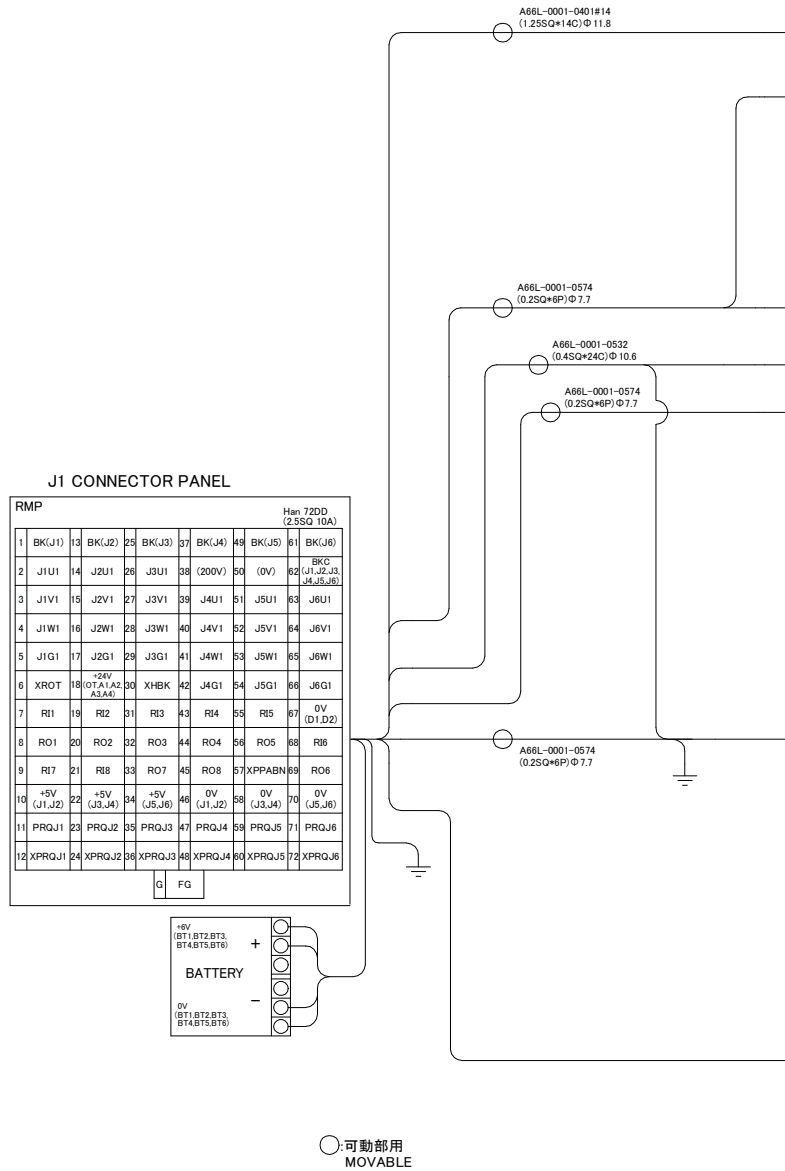 A66L-0001-0401#14
(1.25SQ*14C)Φ11.8
A66L-0001-0574
(0.2SQ*6P)Φ7.7
A66L-0001-0532
(0.4SQ*24C)Φ10.6
A66L-0001-0574
(0.2SQ*6P)Φ7.7
J1 CONNECTOR PANEL
RMP
Han 72DD
(2.5SQ 10A)
1 BK(J1) 13 BK(J2) 25 BK(J3) 37 BK(J4) 49 BK(J5) 61 BK(J6)
2 J1U1 14 J2U1 26 J3U1 38 (200V) 50 (0V) 62 BKC (J1,J2,J3, J4,J5,J6)
3 J1V1 15 J2V1 27 J3V1 39 J4U1 51 J5U1 63 J6U1
4 J1W1 16 J2W1 28 J3W1 40 J4V1 52 J5V1 64 J6V1
5 J1G1 17 J2G1 29 J3G1 41 J4W1 53 J5W1 65 J6W1
6 XROT 18 +24V (OT,A1,A2, A3,A4) 30 XHBK 42 J4G1 54 J5G1 66 J6G1
7 RI1 19 RI2 31 RI3 43 RI4 55 RI5 67 0V (D1,D2)
8 RO1 20 RO2 32 RO3 44 RO4 56 RO5 68 RI6
9 RI7 21 RI8 33 RO7 45 RO8 57 XPPABN 69 RO6
10 +5V (J1,J2) 22 +5V (J3,J4) 34 +5V (J5,J6) 46 0V (J1,J2) 58 0V (J3,J4) 70 0V (J5,J6)
11 PRQJ1 23 PRQJ2 35 PRQJ3 47 PRQJ4 59 PRQJ5 71 PRQJ6
12 XPRQJ1 24 XPRQJ2 36 XPRQJ3 48 XPRQJ4 60 XPRQJ5 72 XPRQJ6
G FG
A66L-0001-0574
(0.2SQ*6P)Φ7.7
+6V
(BT1,BT2,BT3,
BT4,BT5,BT6)
+
BATTERY
−
0V
(BT1,BT2,BT3,
BT4,BT5,BT6)
:可動部用
MOVABLE